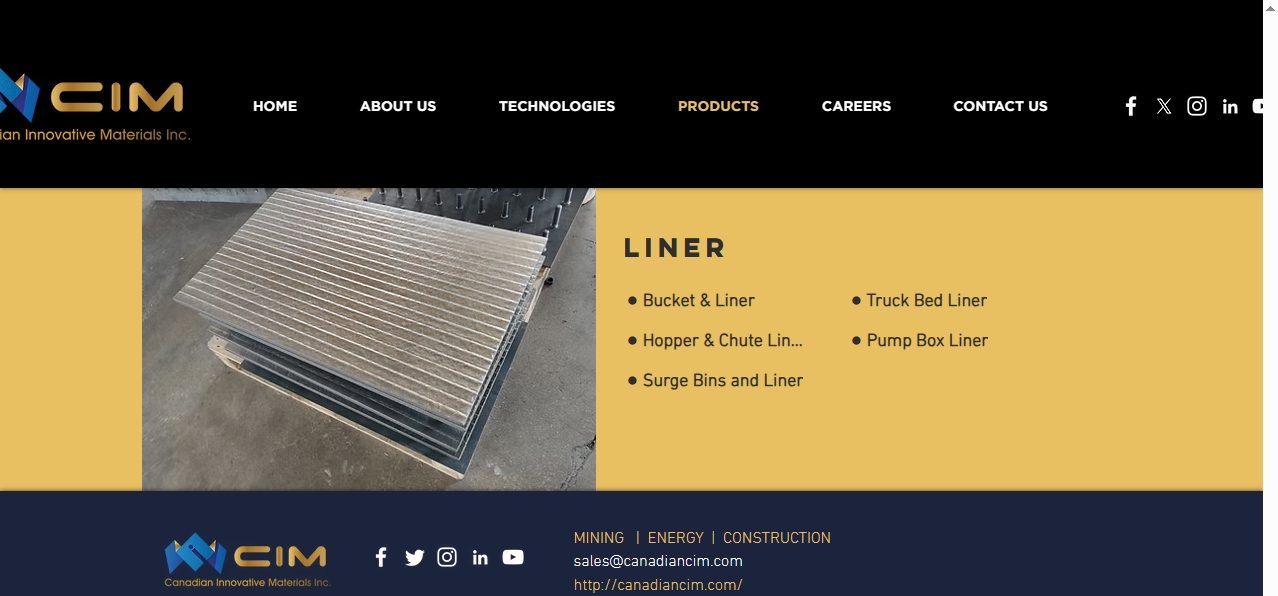 CIM
ian Innovative Materials Inc.
HOME ABOUT US TECHNOLOGIES PRODUCTS CAREERS CONTACT US
LINER
● Bucket & Liner ● Truck Bed Liner
● Hopper & Chute Lin... ● Pump Box Liner
● Surge Bins and Liner
CIM
Canadian Innovative Materials Inc.
MINING | ENERGY | CONSTRUCTION
sales@canadiancim.com
http://canadiancim.com/